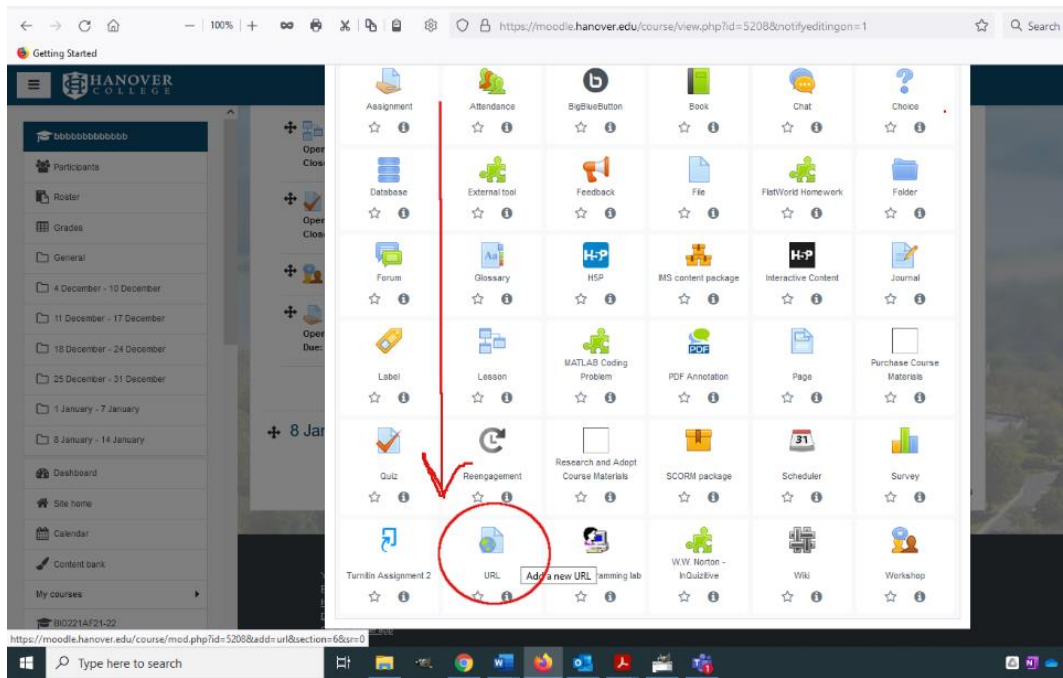 100%
https://moodle.hanover.edu/course/view.php?id=5208&notifyeditingon=1
Search
Getting Started
HANOVER
COLLEGE
bbbbbbbbbbbbb
Participants
Roster
Grades
General
4 December - 10 December
11 December - 17 December
18 December - 24 December
25 December - 31 December
1 January - 7 January
8 January - 14 January
Dashboard
Site home
Calendar
Content bank
My courses
BIO221AF21-22
Due:
8 Jan
Assignment Attendance BigBlueButton Book Chat Choice
Database External tool Feedback File FlatWorld Homework Folder
Forum Glossary H5P IMS content package Interactive Content Journal
Label Lesson MATLAB Coding Problem PDF Annotation Page Purchase Course Materials
Quiz Reengagement Research and Adopt Course Materials SCORM package Scheduler Survey
Turnitin Assignment 2 URL Add a new URL W.W. Norton - InQuizitive Wiki Workshop
https://moodle.hanover.edu/course/mod.php?id=5208&add=url&section=6&sr=0
Type here to search